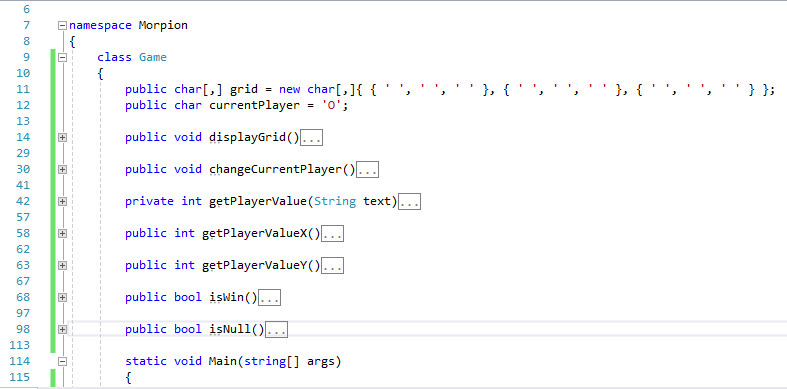 6
7 namespace Morpion
8 {
9 class Game
10 {
11 public char[,] grid = new char[,]{ { ' ', ' ', ' ' }, { ' ', ' ', ' ' }, { ' ', ' ', ' ' } };
12 public char currentPlayer = 'O';
13
14 public void displayGrid()...
29
30 public void changeCurrentPlayer()...
41
42 private int getPlayerValue(String text)...
57
58 public int getPlayerValueX()...
62
63 public int getPlayerValueY()...
67
68 public bool isWin()...
97
98 public bool isNull()...
113
114 static void Main(string[] args)
115 {